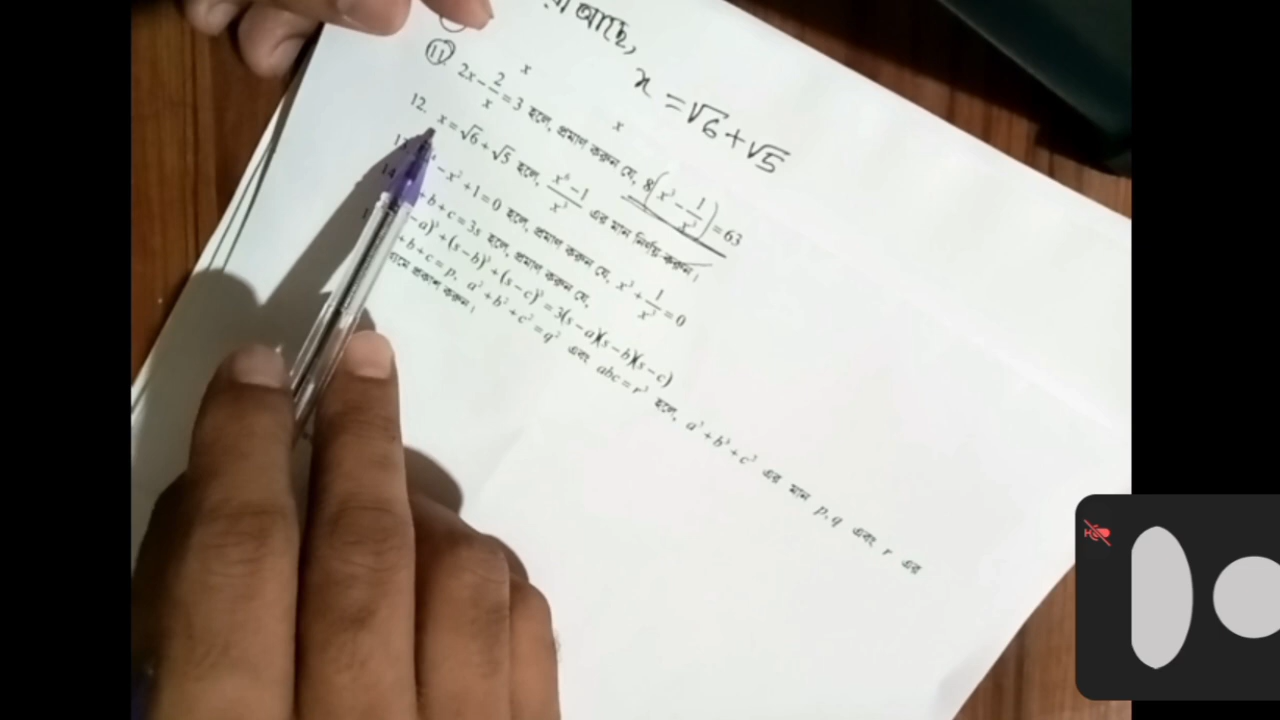 আছে,
x = √6 + √5
x
11. 2x - 2/x = 3 হলে, প্রমাণ করুন যে, 8(x³ - 1/x³) = 63
x
12. x = √6 + √5 হলে, (x⁶ - 1)/x³ এর মান নির্ণয় করুন।
- x² + 1 = 0 হলে, প্রমাণ করুন যে, x³ + 1/x³ = 0
+ b + c = 3s হলে, প্রমাণ করুন যে,
- a)³ + (s - b)³ + (s - c)³ = 3(s - a)(s - b)(s - c)
+ b + c = p, a² + b² + c² = q² এবং abc = r³ হলে, a³ + b³ + c³ এর মান p, q এবং r এর
প্রকাশ করুন।